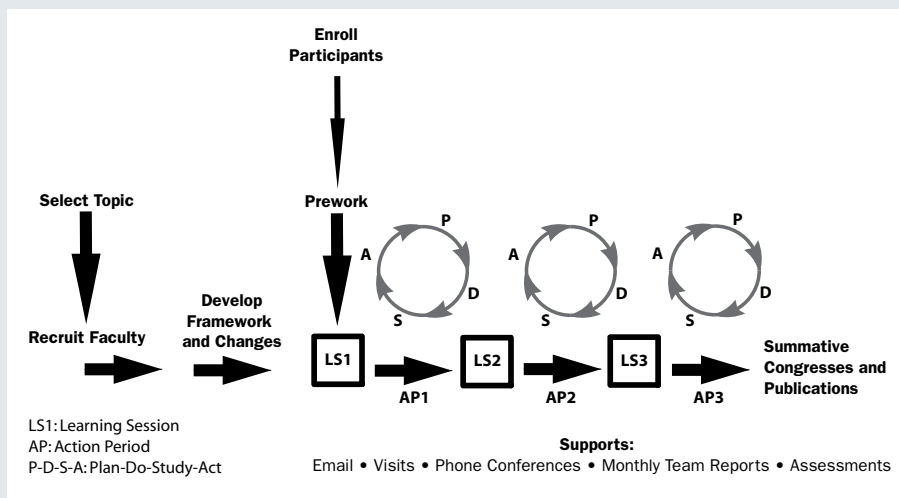 Enroll
Participants
Select Topic
Prework
P
A
D
S
P
A
D
S
P
A
D
S
Recruit Faculty
Develop
Framework
and Changes
LS1
AP1
LS2
AP2
LS3
AP3
Summative
Congresses and
Publications
LS1: Learning Session
AP: Action Period
P-D-S-A: Plan-Do-Study-Act
Supports:
Email • Visits • Phone Conferences • Monthly Team Reports • Assessments